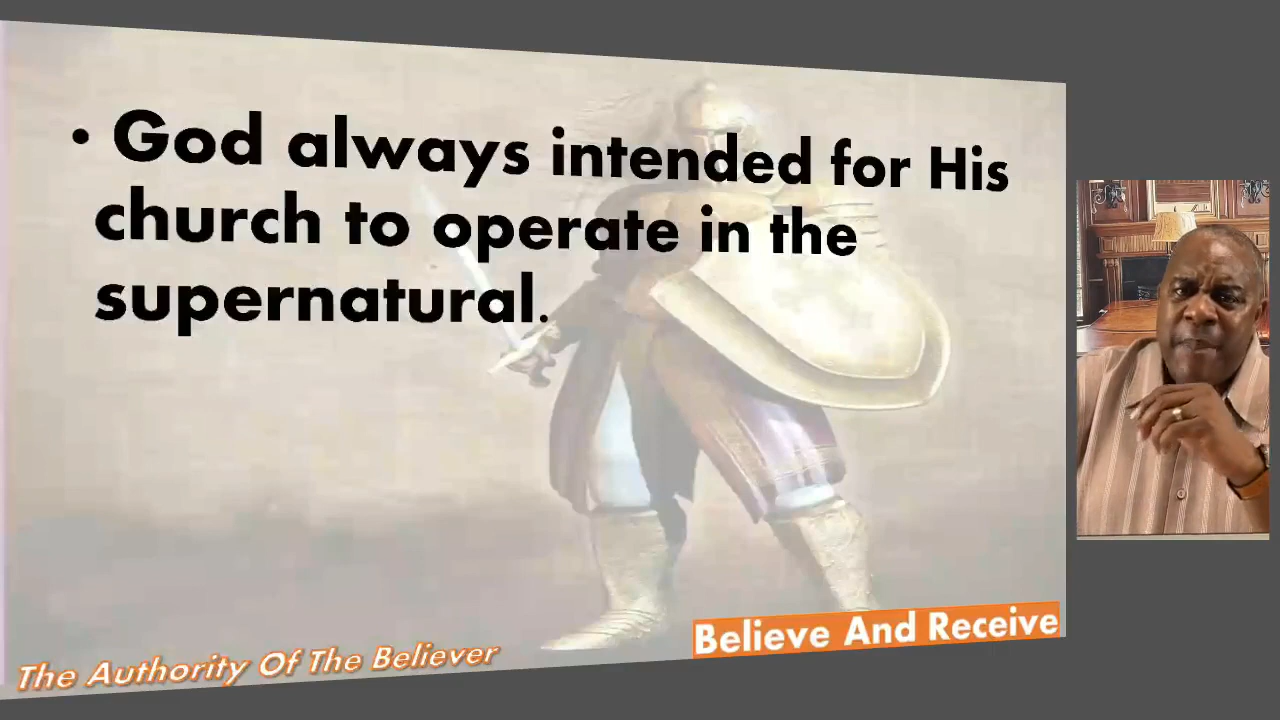 • God always intended for His
church to operate in the
supernatural.
The Authority Of The Believer
Believe And Receive